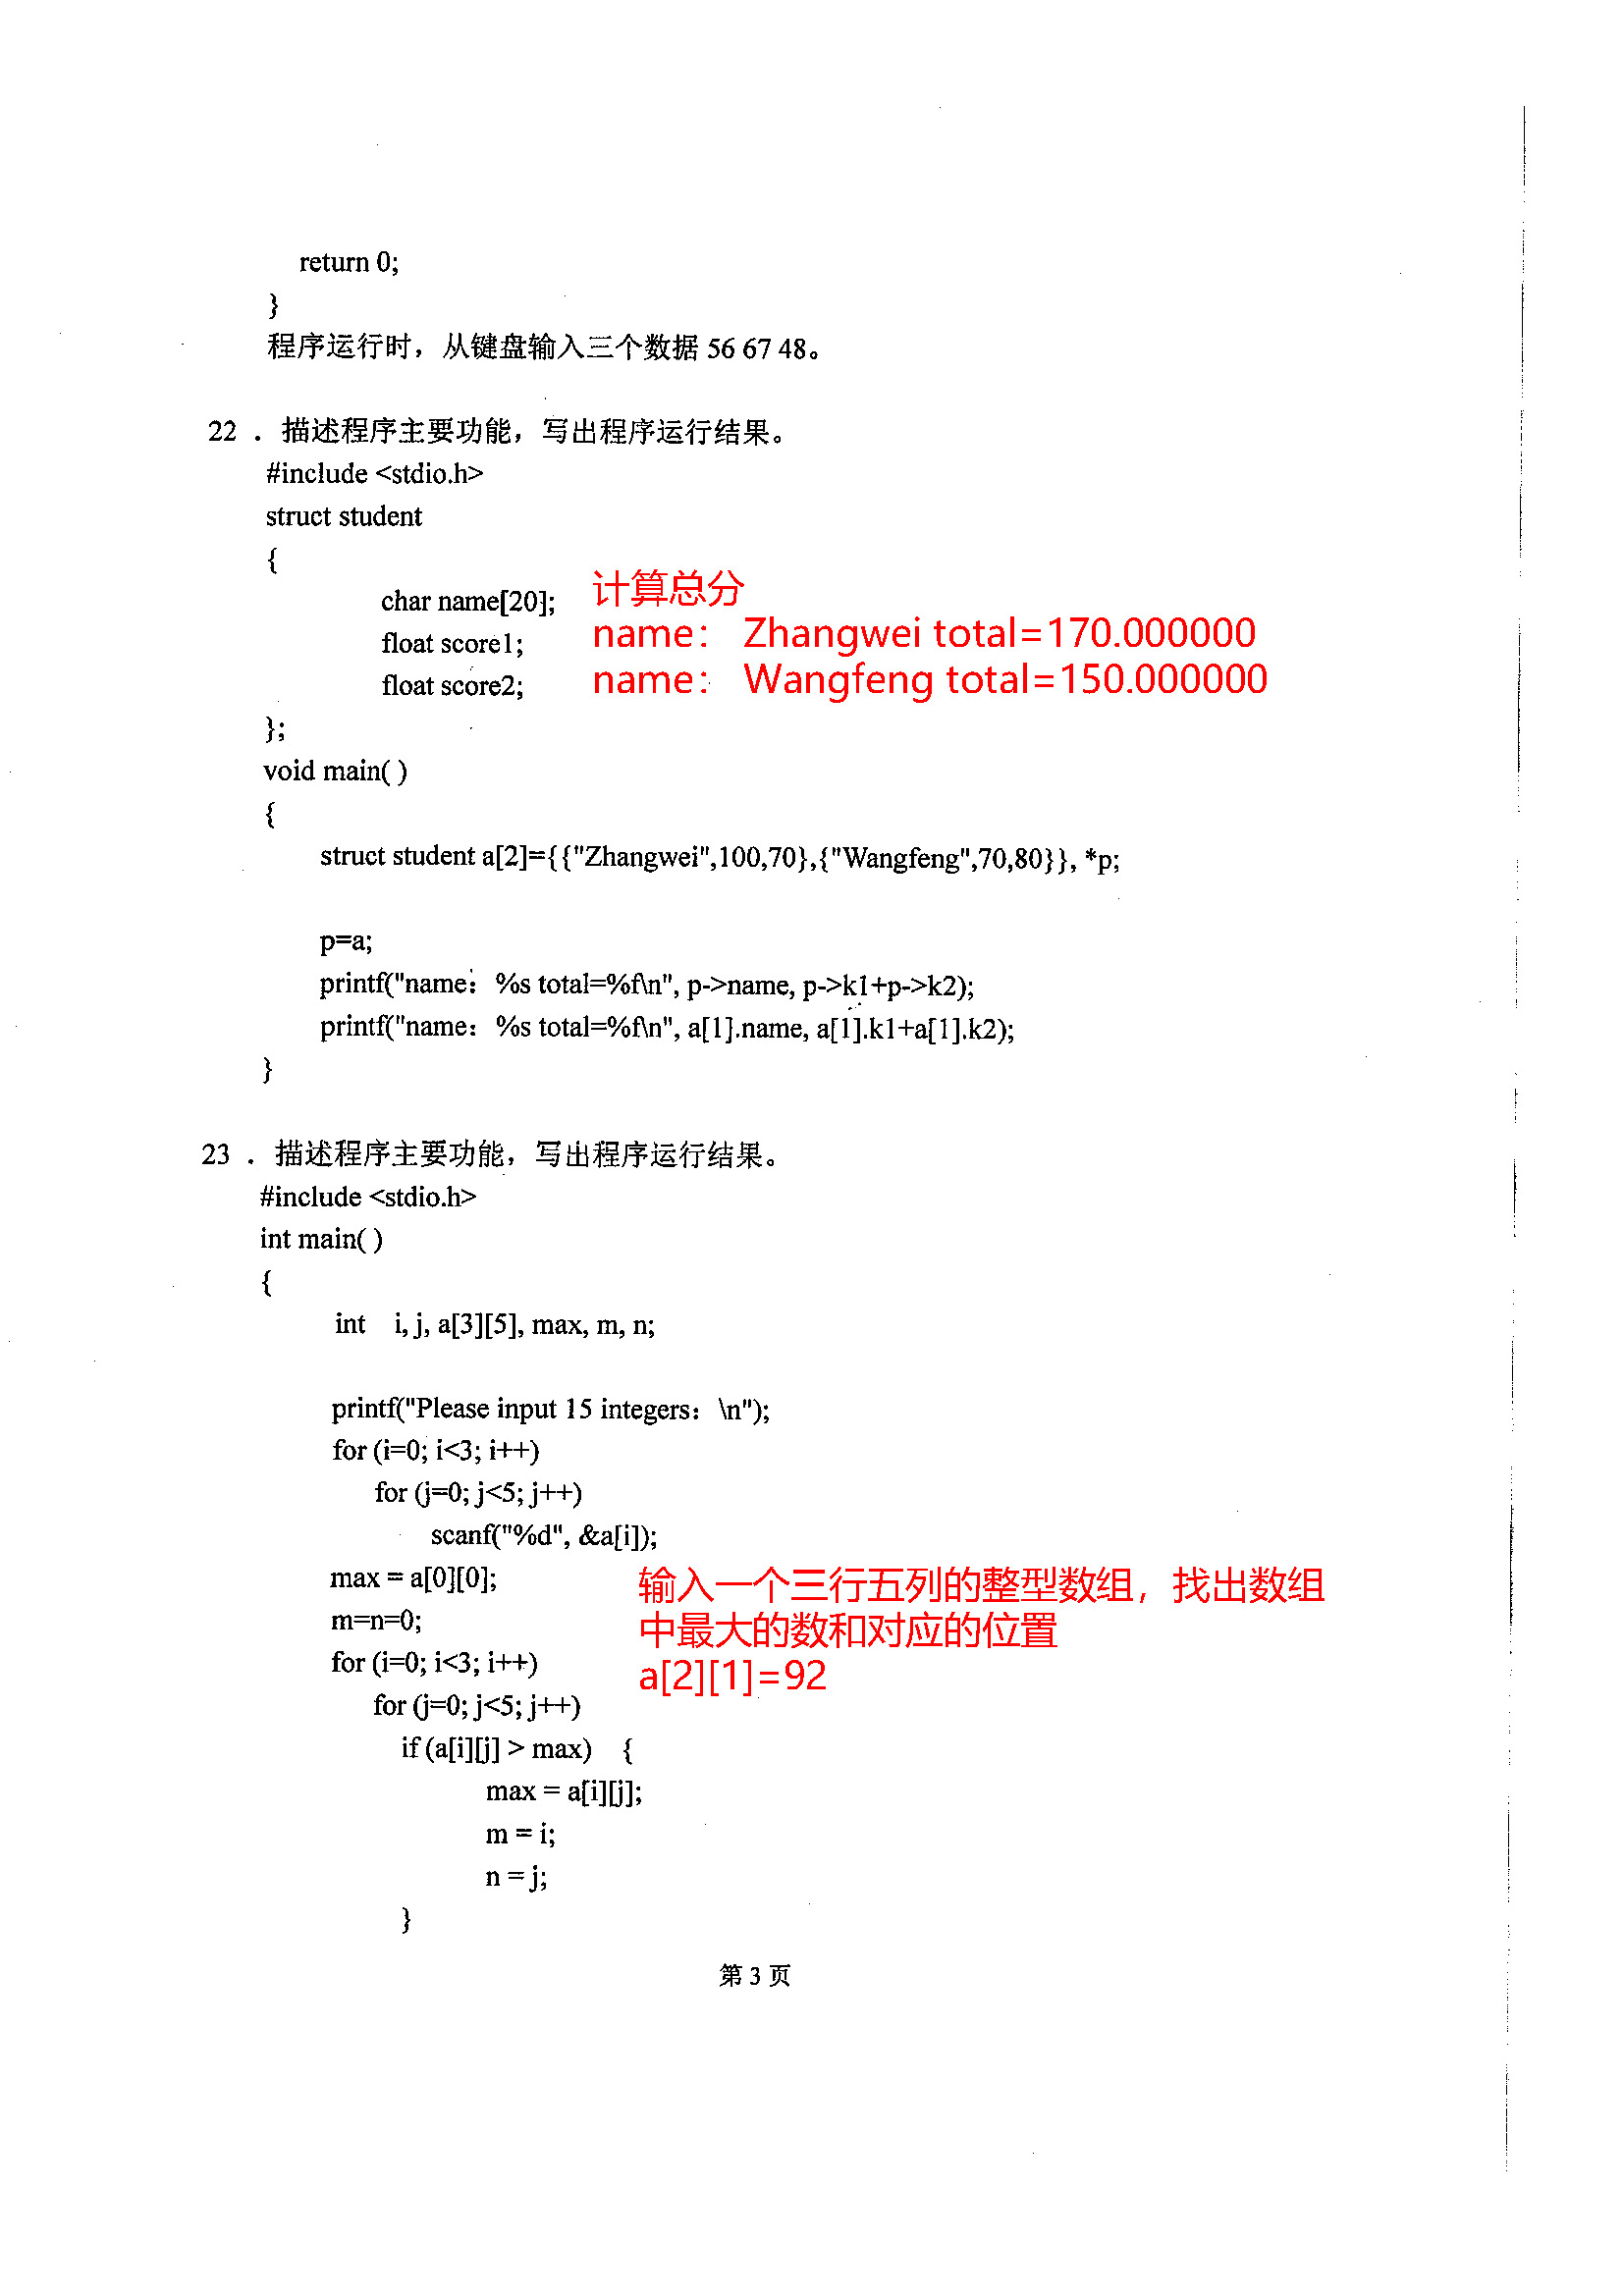 return 0;
}
程序运行时，从键盘输入三个数据 56 67 48。
22 ．描述程序主要功能，写出程序运行结果。
#include <stdio.h>
struct student
{
char name[20];
float score1;
float score2;
};
计算总分
name： Zhangwei total=170.000000
name： Wangfeng total=150.000000
void main( )
{
struct student a[2]={{"Zhangwei",100,70},{"Wangfeng",70,80}}, *p;
p=a;
printf("name： %s total=%f\n", p->name, p->k1+p->k2);
printf("name： %s total=%f\n", a[1].name, a[1].k1+a[1].k2);
}
23 ．描述程序主要功能，写出程序运行结果。
#include <stdio.h>
int main( )
{
int i, j, a[3][5], max, m, n;
printf("Please input 15 integers： \n");
for (i=0; i<3; i++)
for (j=0; j<5; j++)
scanf("%d", &a[i]);
max = a[0][0];
m=n=0;
for (i=0; i<3; i++)
for (j=0; j<5; j++)
if (a[i][j] > max) {
max = a[i][j];
m = i;
n = j;
}
输入一个三行五列的整型数组，找出数组
中最大的数和对应的位置
a[2][1]=92
第 3 页